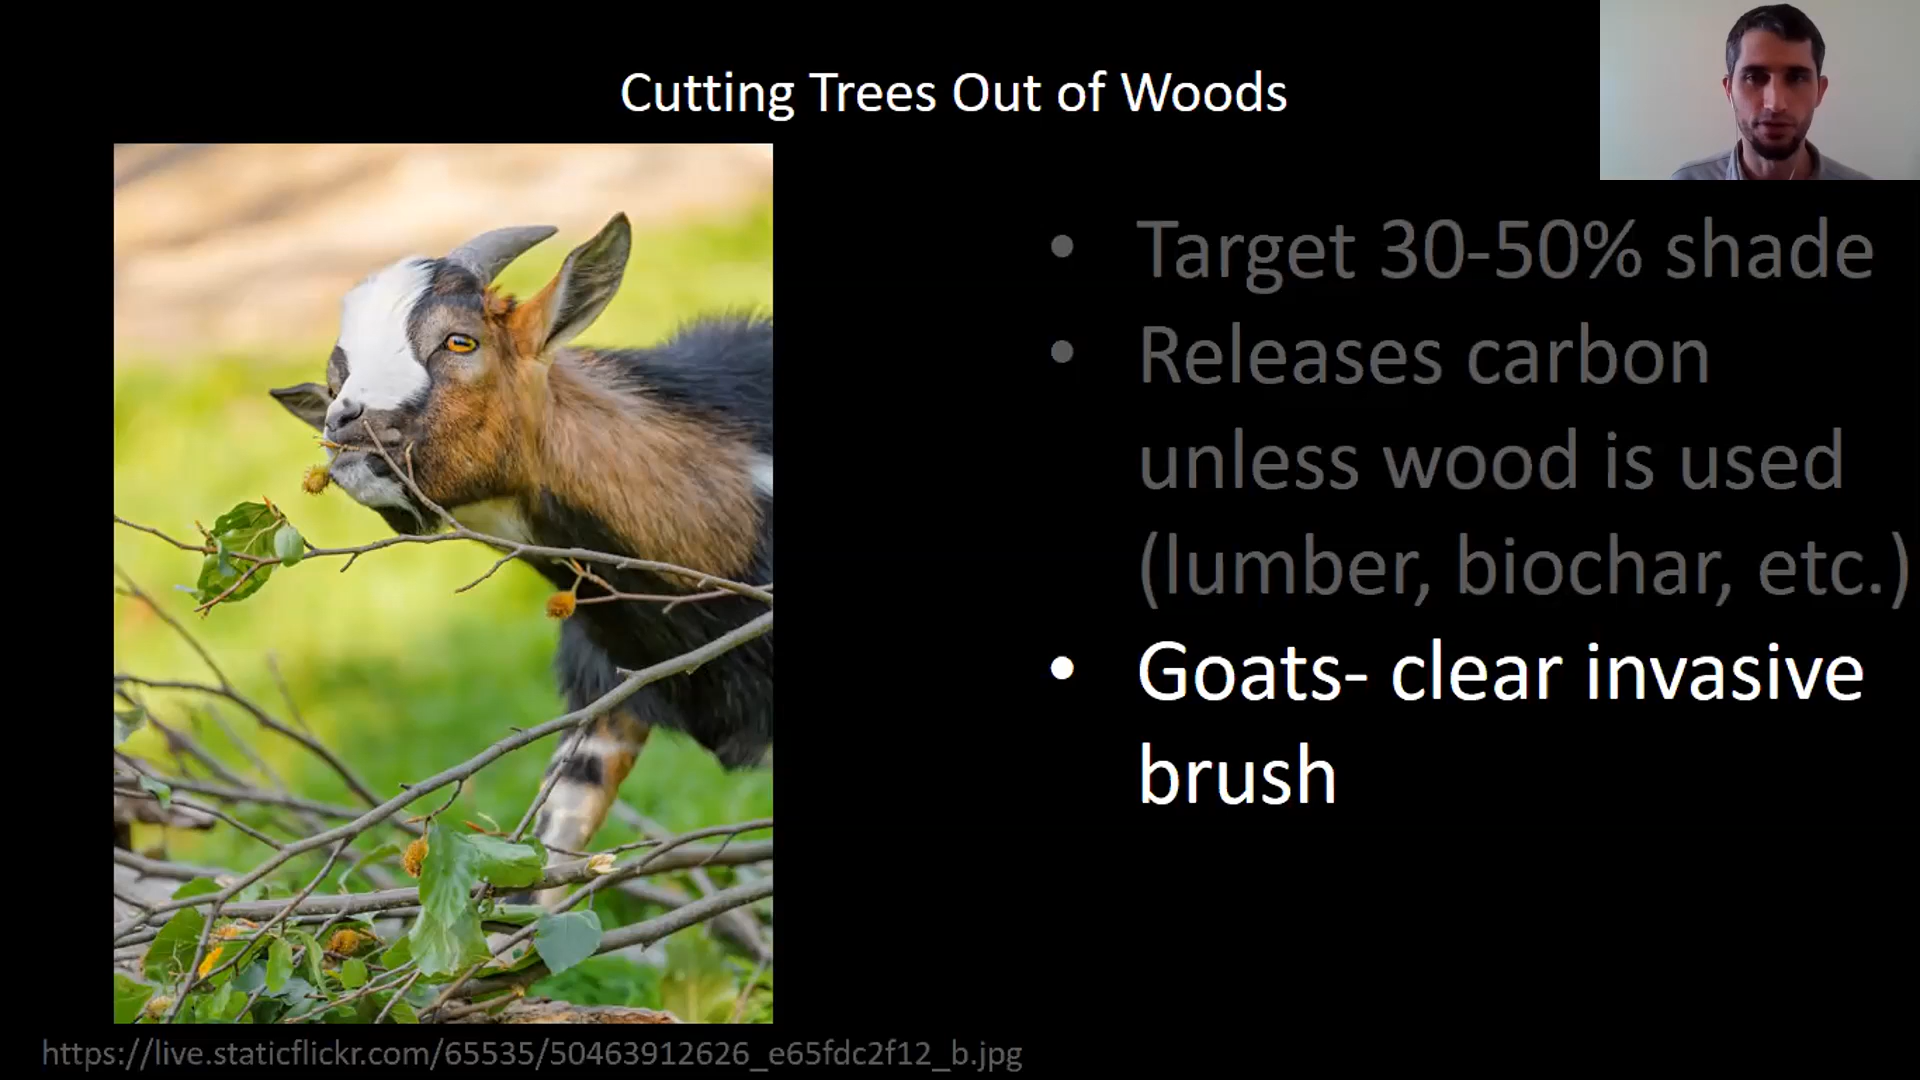 Cutting Trees Out of Woods
• Target 30-50% shade
• Releases carbon
unless wood is used
(lumber, biochar, etc.)
• Goats- clear invasive
brush
https://live.staticflickr.com/65535/50463912626_e65fdc2f12_b.jpg